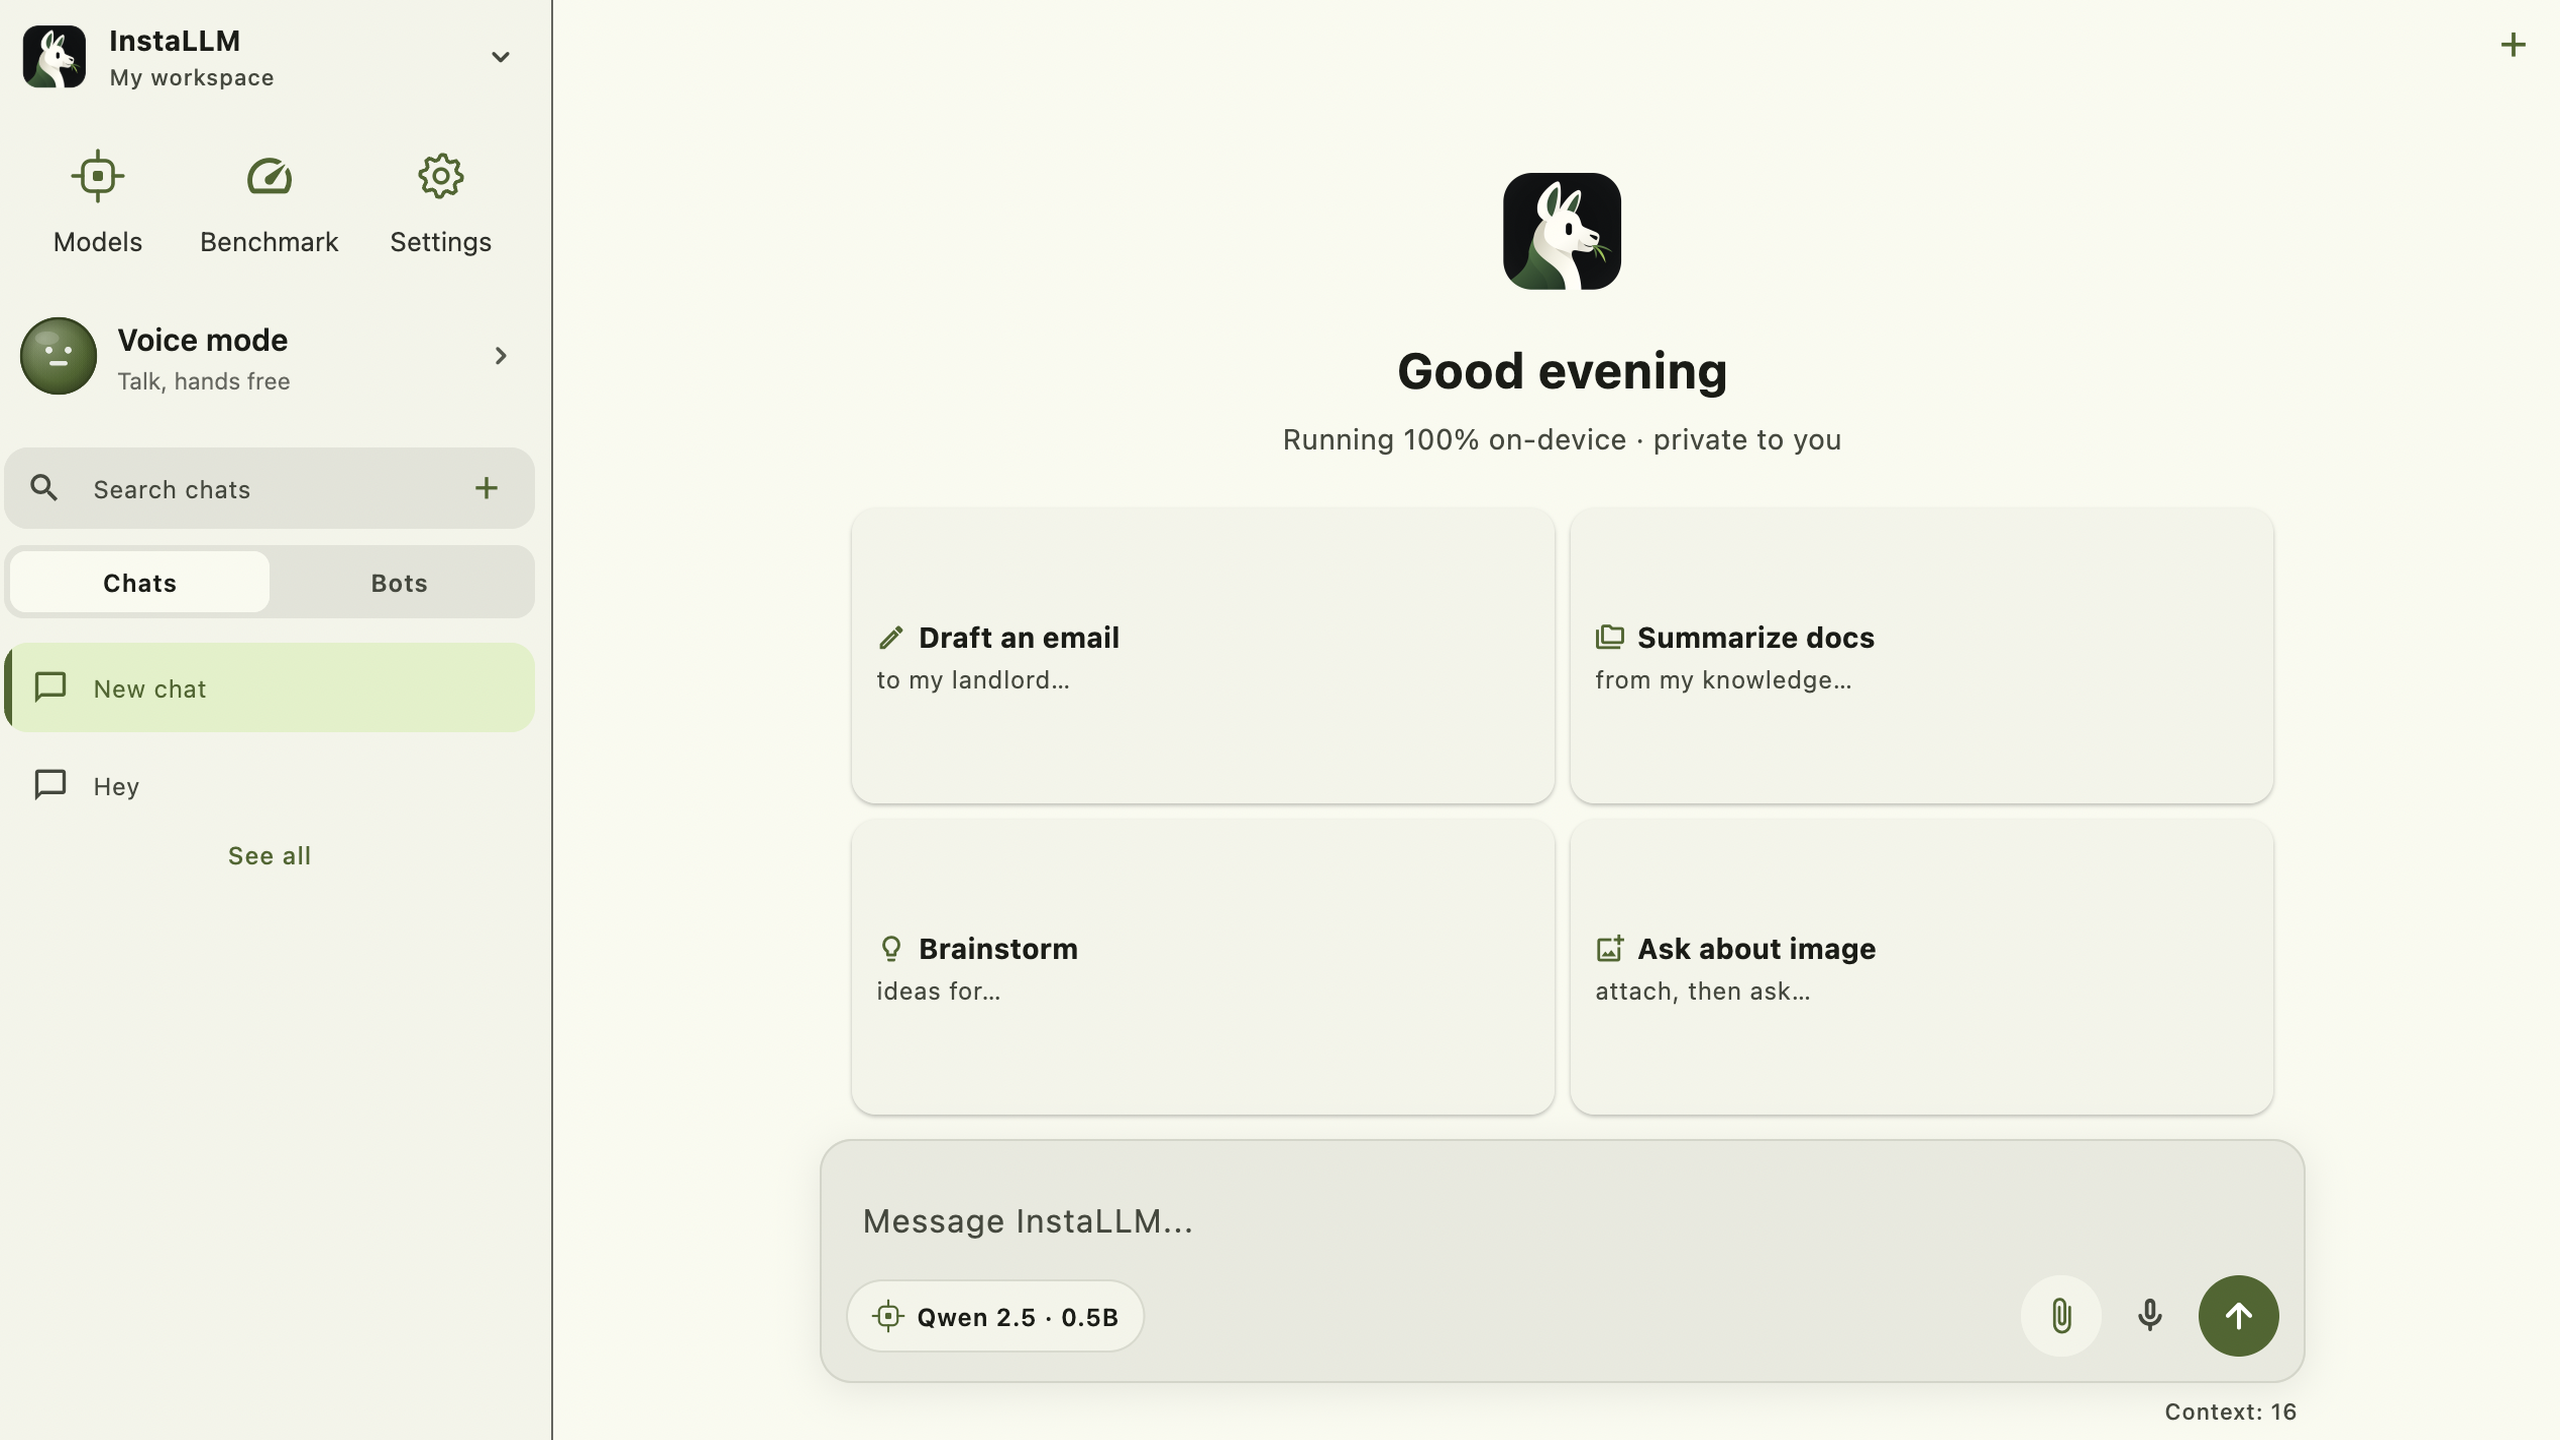 InstaLLM
My workspace
Models
Benchmark
Settings
Voice mode
Talk, hands free
Search chats
Chats
Bots
New chat
Hey
See all
Good evening
Running 100% on-device · private to you
Draft an email
to my landlord...
Summarize docs
from my knowledge...
Brainstorm
ideas for...
Ask about image
attach, then ask...
Message InstaLLM...
Qwen 2.5 · 0.5B
Context: 16